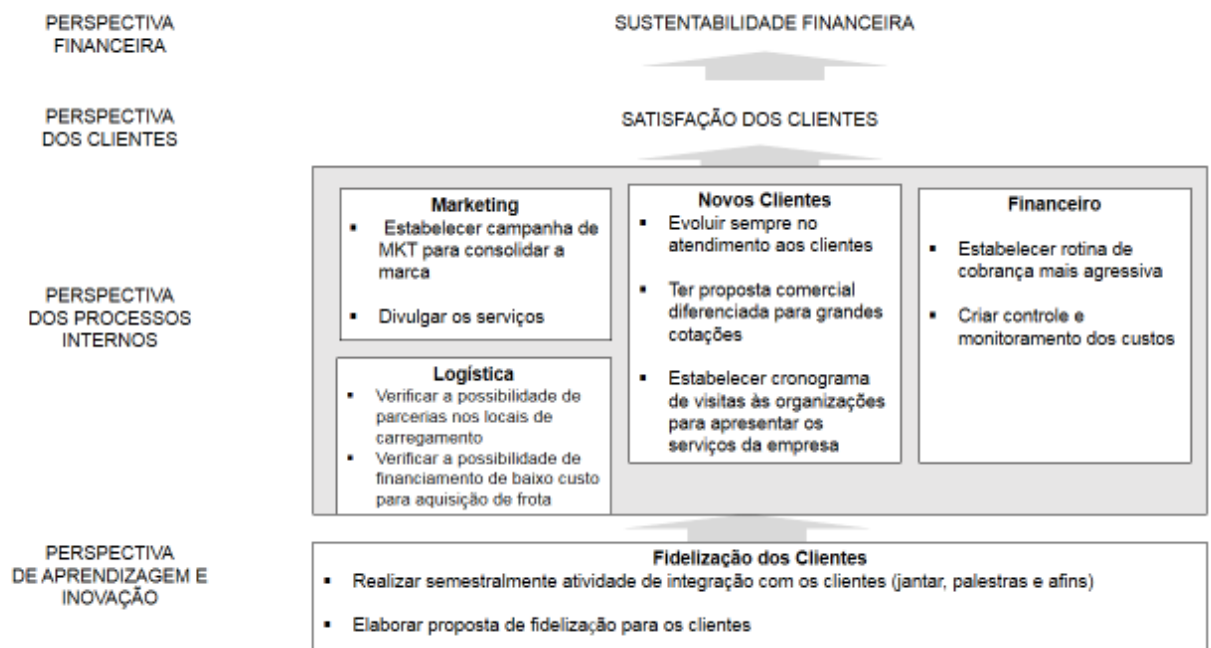 PERSPECTIVA
FINANCEIRA
SUSTENTABILIDADE FINANCEIRA
PERSPECTIVA
DOS CLIENTES
SATISFAÇÃO DOS CLIENTES
PERSPECTIVA
DOS PROCESSOS
INTERNOS
Marketing
▪ Estabelecer campanha de
MKT para consolidar a
marca
▪ Divulgar os serviços
Logística
▪ Verificar a possibilidade de
parcerias nos locais de
carregamento
▪ Verificar a possibilidade de
financiamento de baixo custo
para aquisição de frota
Novos Clientes
▪ Evoluir sempre no
atendimento aos clientes
▪ Ter proposta comercial
diferenciada para grandes
cotações
▪ Estabelecer cronograma
de visitas às organizações
para apresentar os
serviços da empresa
Financeiro
▪ Estabelecer rotina de
cobrança mais agressiva
▪ Criar controle e
monitoramento dos custos
PERSPECTIVA
DE APRENDIZAGEM E
INOVAÇÃO
Fidelização dos Clientes
▪ Realizar semestralmente atividade de integração com os clientes (jantar, palestras e afins)
▪ Elaborar proposta de fidelização para os clientes